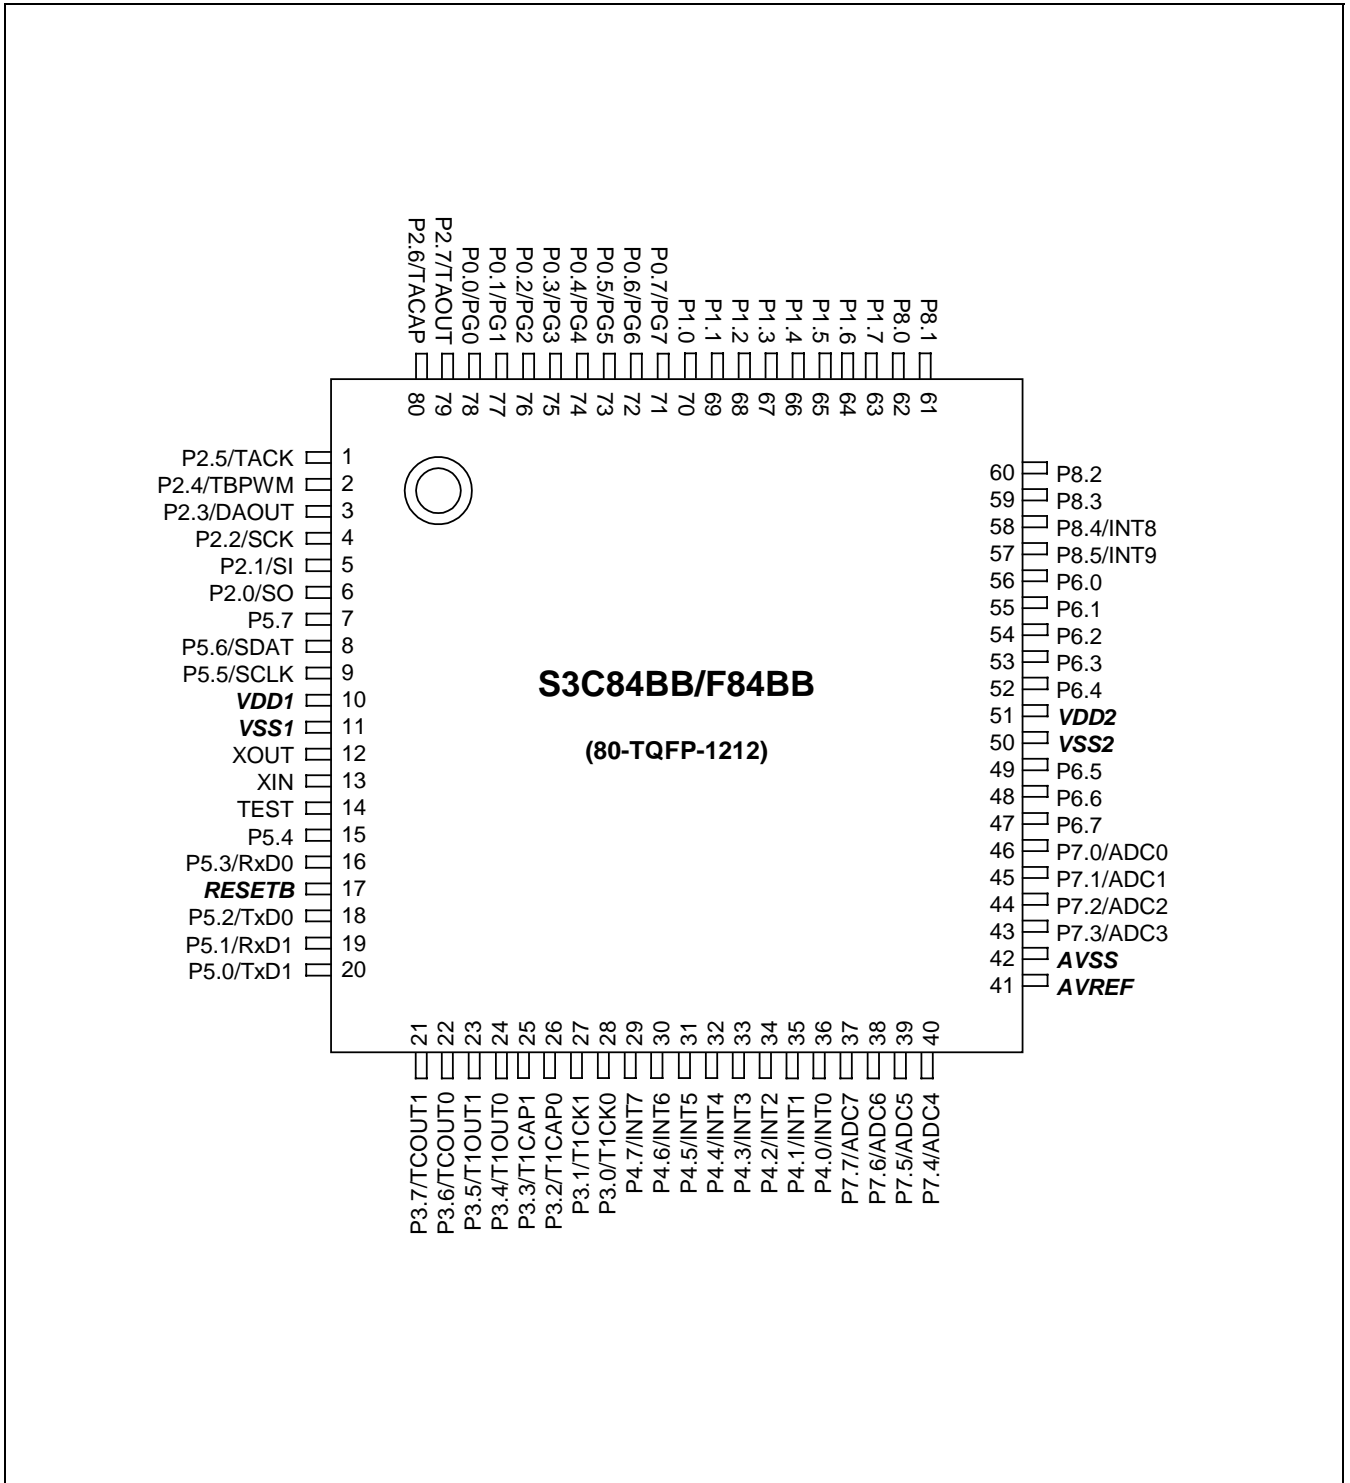 P2.6/TACAP
P2.7/TAOUT
P0.0/PG0
P0.1/PG1
P0.2/PG2
P0.3/PG3
P0.4/PG4
P0.5/PG5
P0.6/PG6
P0.7/PG7
P1.0
P1.1
P1.2
P1.3
P1.4
P1.5
P1.6
P1.7
P8.0
P8.1
80
79
78
77
76
75
74
73
72
71
70
69
68
67
66
65
64
63
62
61
P2.5/TACK 1
P2.4/TBPWM 2
P2.3/DAOUT 3
P2.2/SCK 4
P2.1/SI 5
P2.0/SO 6
P5.7 7
P5.6/SDAT 8
P5.5/SCLK 9
VDD1 10
VSS1 11
XOUT 12
XIN 13
TEST 14
P5.4 15
P5.3/RxD0 16
RESETB 17
P5.2/TxD0 18
P5.1/RxD1 19
P5.0/TxD1 20
S3C84BB/F84BB
(80-TQFP-1212)
60 P8.2
59 P8.3
58 P8.4/INT8
57 P8.5/INT9
56 P6.0
55 P6.1
54 P6.2
53 P6.3
52 P6.4
51 VDD2
50 VSS2
49 P6.5
48 P6.6
47 P6.7
46 P7.0/ADC0
45 P7.1/ADC1
44 P7.2/ADC2
43 P7.3/ADC3
42 AVSS
41 AVREF
21
22
23
24
25
26
27
28
29
30
31
32
33
34
35
36
37
38
39
40
P3.7/TCOUT1
P3.6/TCOUT0
P3.5/T1OUT1
P3.4/T1OUT0
P3.3/T1CAP1
P3.2/T1CAP0
P3.1/T1CK1
P3.0/T1CK0
P4.7/INT7
P4.6/INT6
P4.5/INT5
P4.4/INT4
P4.3/INT3
P4.2/INT2
P4.1/INT1
P4.0/INT0
P7.7/ADC7
P7.6/ADC6
P7.5/ADC5
P7.4/ADC4